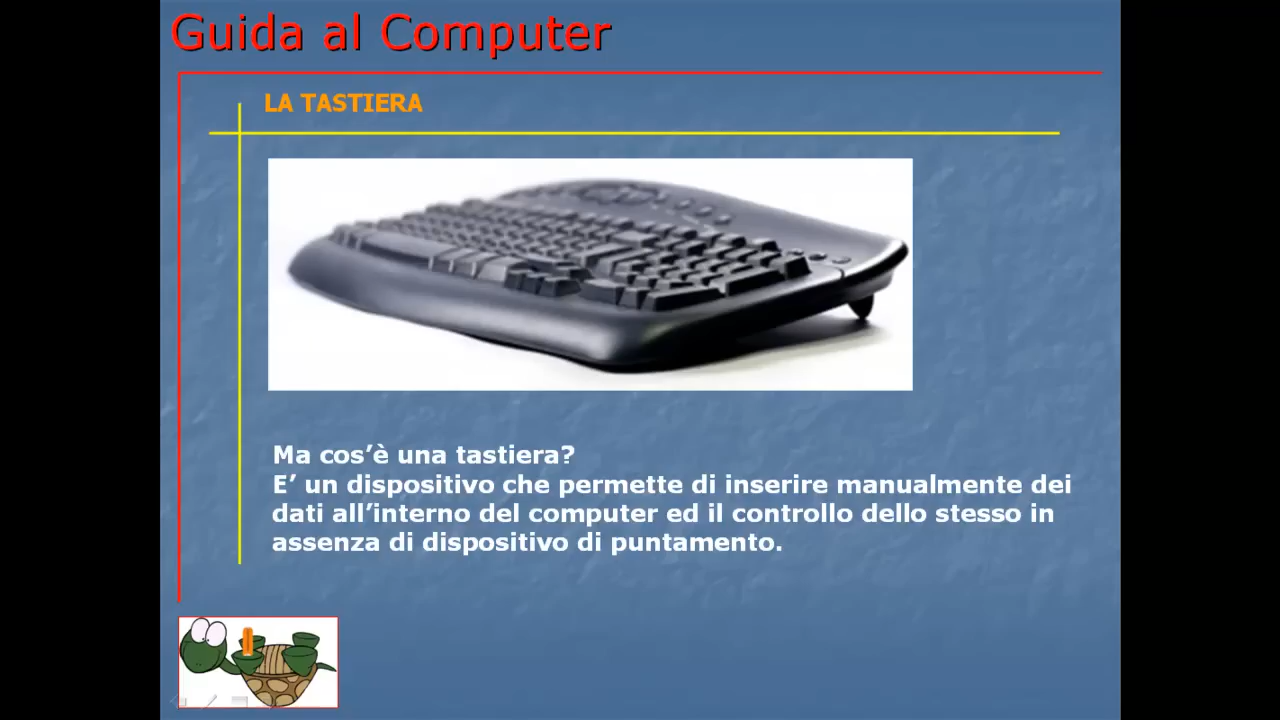 Guida al Computer
LA TASTIERA
Ma cos’è una tastiera?
E’ un dispositivo che permette di inserire manualmente dei
dati all’interno del computer ed il controllo dello stesso in
assenza di dispositivo di puntamento.